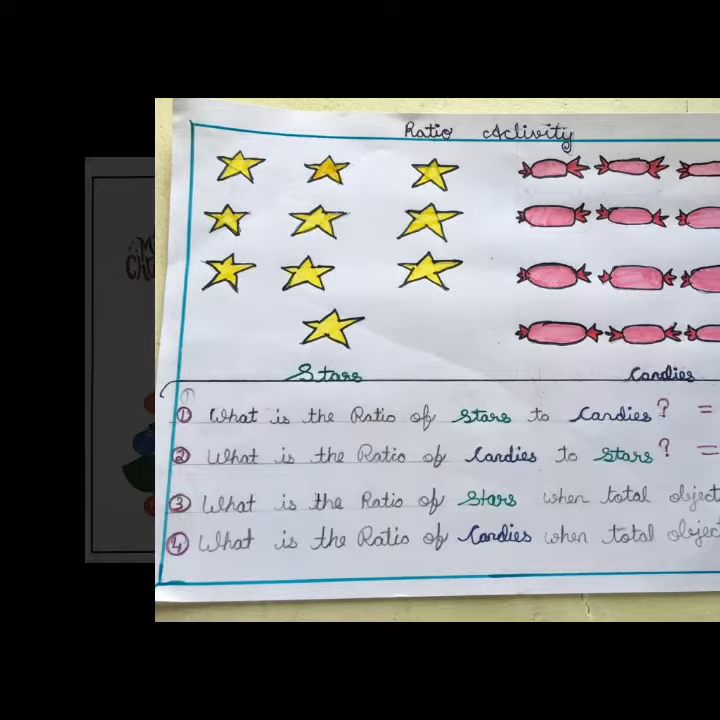 Ratio Activity
Stars
Candies
① What is the Ratio of Stars to Candies? =
② What is the Ratio of Candies to Stars? =
③ What is the Ratio of Stars when total object
④ What is the Ratio of Candies when total object